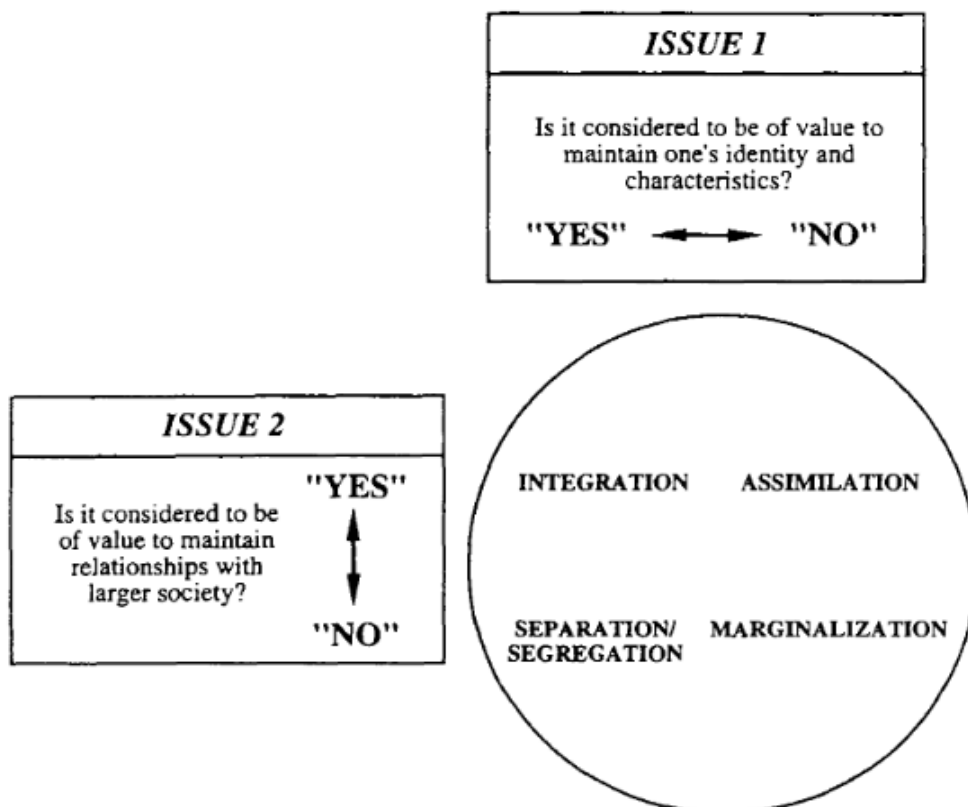 ISSUE 1
Is it considered to be of value to
maintain one's identity and
characteristics?
"YES" "NO"
ISSUE 2
"YES"
Is it considered to be
of value to maintain
relationships with
larger society?
"NO"
INTEGRATION ASSIMILATION
SEPARATION/ MARGINALIZATION
SEGREGATION